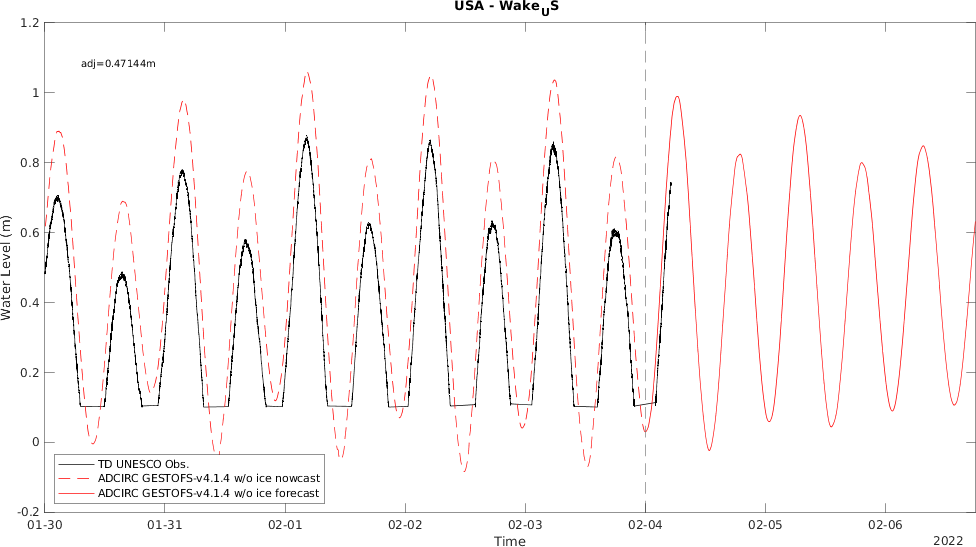 USA - Wake_US
1.2
adj=0.47144m
1
0.8
0.6
Water Level (m)
0.4
0.2
0
TD UNESCO Obs.
ADCIRC GESTOFS-v4.1.4 w/o ice nowcast
ADCIRC GESTOFS-v4.1.4 w/o ice forecast
-0.2
01-30 01-31 02-01 02-02 02-03 02-04 02-05 02-06
Time
2022